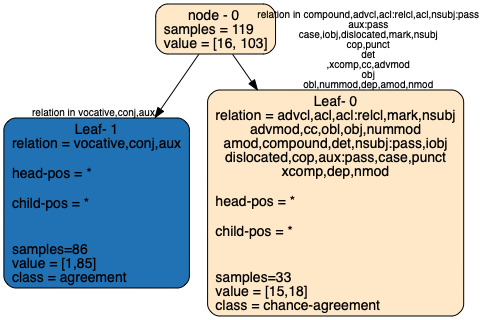 node - 0
samples = 119
value = [16, 103]
relation in compound,advcl,acl:relcl,acl,nsubj:pass
aux:pass
case,iobj,dislocated,mark,nsubj
cop,punct
det
,xcomp,cc,advmod
obj
obl,nummod,dep,amod,nmod
relation in vocative,conj,aux
Leaf- 1
relation = vocative,conj,aux
head-pos = *
child-pos = *
samples=86
value = [1,85]
class = agreement
Leaf- 0
relation = advcl,acl,acl:relcl,mark,nsubj
advmod,cc,obl,obj,nummod
amod,compound,det,nsubj:pass,iobj
dislocated,cop,aux:pass,case,punct
xcomp,dep,nmod
head-pos = *
child-pos = *
samples=33
value = [15,18]
class = chance-agreement